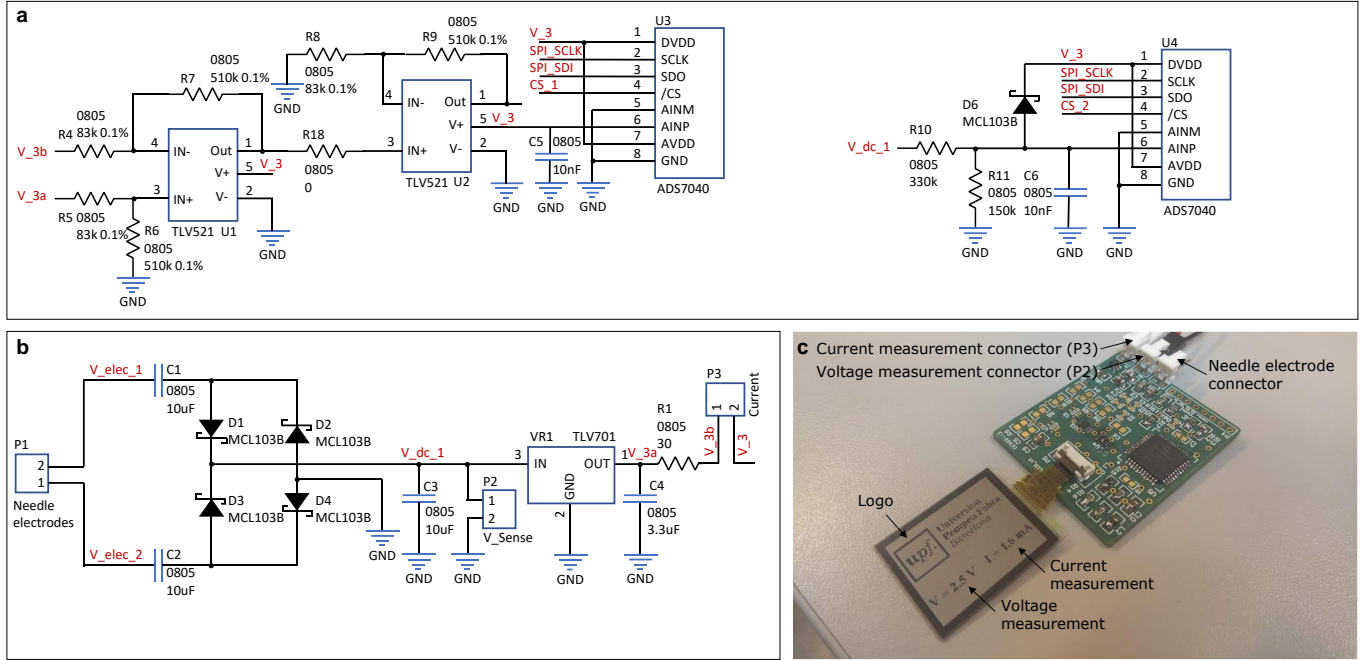 a
R8
0805
83k 0.1%
GND
R9
0805
510k 0.1%
R7
0805
510k 0.1%
V_3b
R4 0805
83k 0.1%
4
IN-
Out
1
V+
5
V_3
3
IN+
V-
2
TLV521 U1
GND
V_3a
R5 0805
83k 0.1%
R6
0805
510k 0.1%
GND
R18
0805
0
4
IN-
Out
1
V+
5
V_3
3
IN+
V-
2
TLV521 U2
GND
C5
0805
10nF
GND
GND
U3
V_3
1
DVDD
SPI_SCLK
2
SCLK
SPI_SDI
3
SDO
CS_1
4
/CS
5
AINM
6
AINP
7
AVDD
8
GND
ADS7040
U4
V_3
1
DVDD
SPI_SCLK
2
SCLK
SPI_SDI
3
SDO
CS_2
4
/CS
5
AINM
6
AINP
7
AVDD
8
GND
ADS7040
D6
MCL103B
V_dc_1
R10
0805
330k
R11
0805
150k
C6
0805
10nF
GND
GND
GND
b
V_elec_1
C1
0805
10uF
P1
2
1
Needle
electrodes
V_elec_2
C2
0805
10uF
D1
MCL103B
D2
MCL103B
D3
MCL103B
D4
MCL103B
GND
V_dc_1
C3
0805
10uF
GND
P2
1
2
V_Sense
GND
VR1
TLV701
3
IN
OUT
1
GND
2
GND
V_3a
C4
0805
3.3uF
GND
R1
0805
30
P3
1
2
Current
V_3b
V_3
c
Current measurement connector (P3)
Voltage measurement connector (P2)
Needle electrode
connector
Logo
upf.
Universitat
Pompeu Fabra
Barcelona
V = 2.5 V I = 1.6 mA
Current
measurement
Voltage
measurement